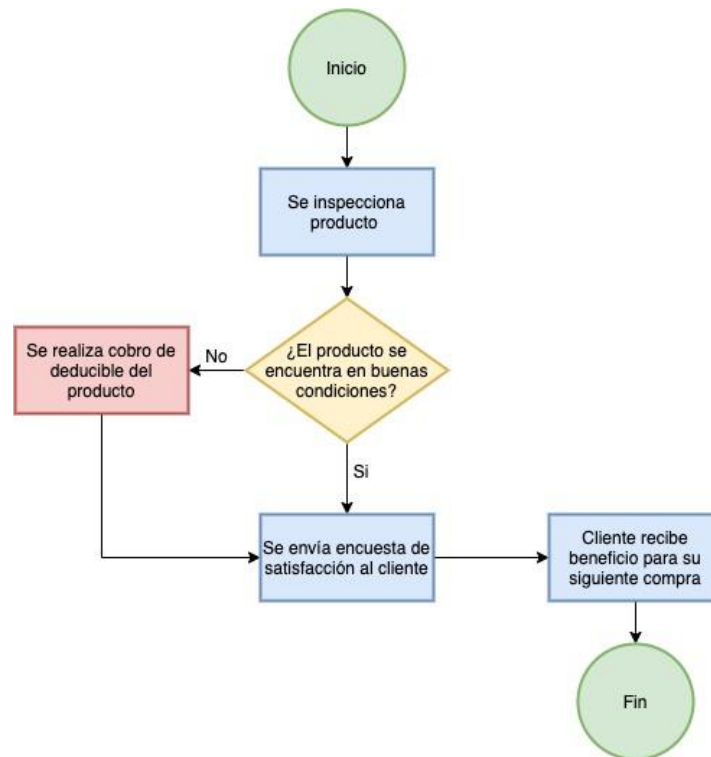 Inicio
Se inspecciona
producto
¿El producto se
encuentra en buenas
condiciones?
No
Se realiza cobro de
deducible del
producto
Si
Se envía encuesta de
satisfacción al cliente
Cliente recibe
beneficio para su
siguiente compra
Fin